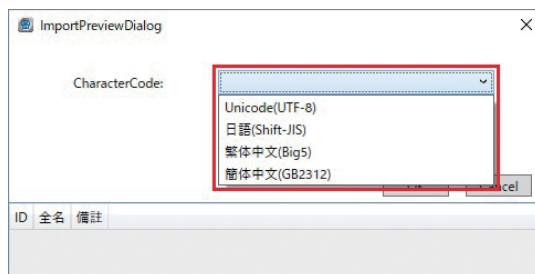 ImportPreviewDialog
CharacterCode:
Unicode(UTF-8)
日語(Shift-JIS)
繁体中文(Big5)
簡体中文(GB2312)
Cancel
ID 全名 備註